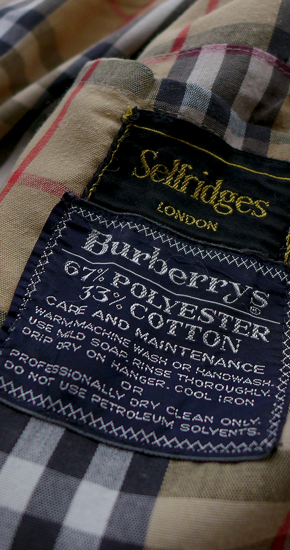 Selfridges
LONDON
Burberrys®
67% POLYESTER
33% COTTON
CARE AND MAINTENANCE
WARM MACHINE WASH OR HANDWASH.
USE MILD SOAP, RINSE THOROUGHLY.
DRIP DRY ON HANGER. COOL IRON
OR
PROFESSIONALLY DRY CLEAN ONLY.
DO NOT USE PETROLEUM SOLVENTS.